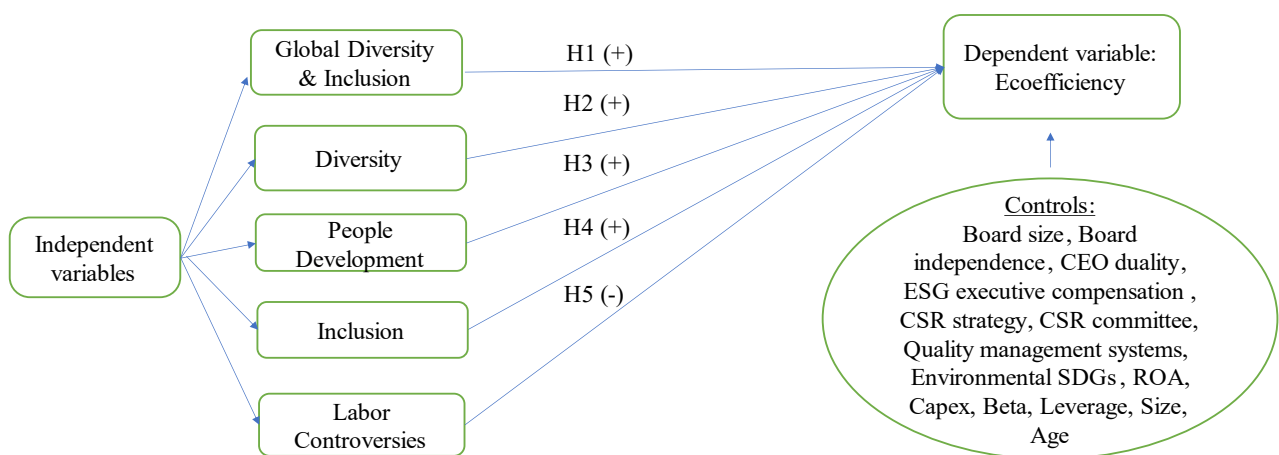 Global Diversity
& Inclusion
H1 (+)
Dependent variable:
Ecoefficiency
H2 (+)
Diversity
H3 (+)
People
Development
H4 (+)
Independent
variables
H5 (-)
Inclusion
Labor
Controversies
Controls:
Board size, Board
independence, CEO duality,
ESG executive compensation ,
CSR strategy, CSR committee,
Quality management systems,
Environmental SDGs, ROA,
Capex, Beta, Leverage, Size,
Age